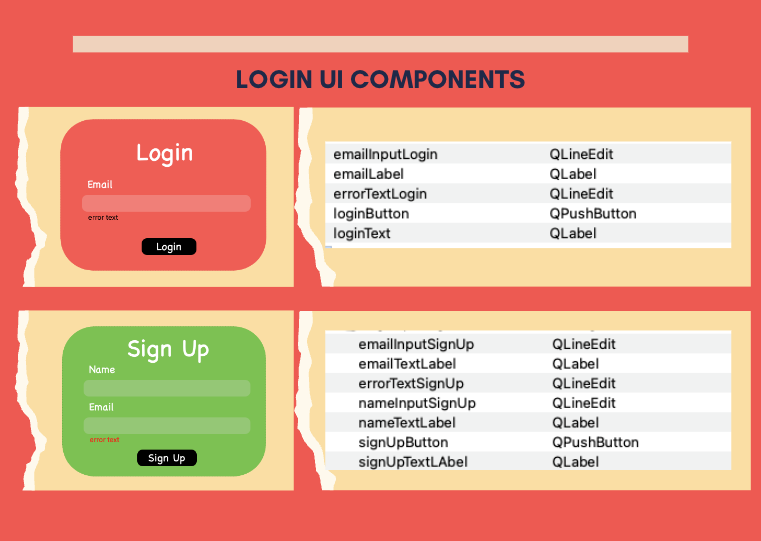 LOGIN UI COMPONENTS
Login
Email
error text
Login
emailInputLogin QLineEdit
emailLabel QLabel
errorTextLogin QLineEdit
loginButton QPushButton
loginText QLabel
Sign Up
Name
Email
error text
Sign Up
emailInputSignUp QLineEdit
emailTextLabel QLabel
errorTextSignUp QLineEdit
nameInputSignUp QLineEdit
nameTextLabel QLabel
signUpButton QPushButton
signUpTextLAbel QLabel